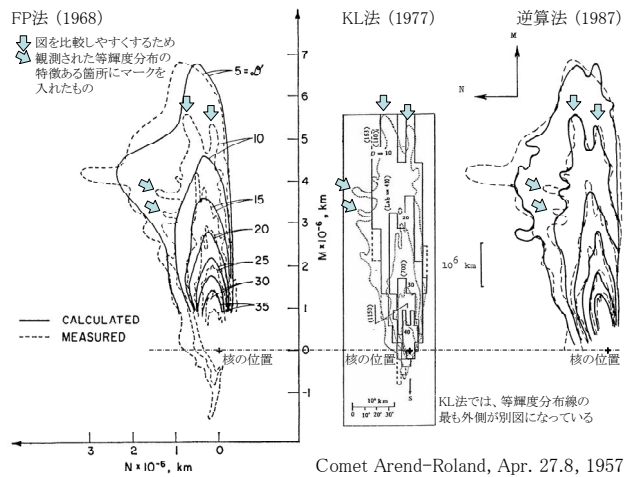 FP法 (1968)
KL法 (1977)
逆算法 (1987)
図を比較しやすくするため
観測された等輝度分布の
特徴ある箇所にマークを
入れたもの
M
N
7
6
5
4
3
2
1
0
-1
M×10⁻⁶, km
10
15
20
25
30
35
CALCULATED
MEASURED
核の位置
核の位置
核の位置
10⁶ km
10⁶ km
0 10' 20' 30'
S
KL法では、等輝度分布線の
最も外側が別図になっている
3 2 1 0
N×10⁻⁶, km
Comet Arend-Roland, Apr. 27.8, 1957